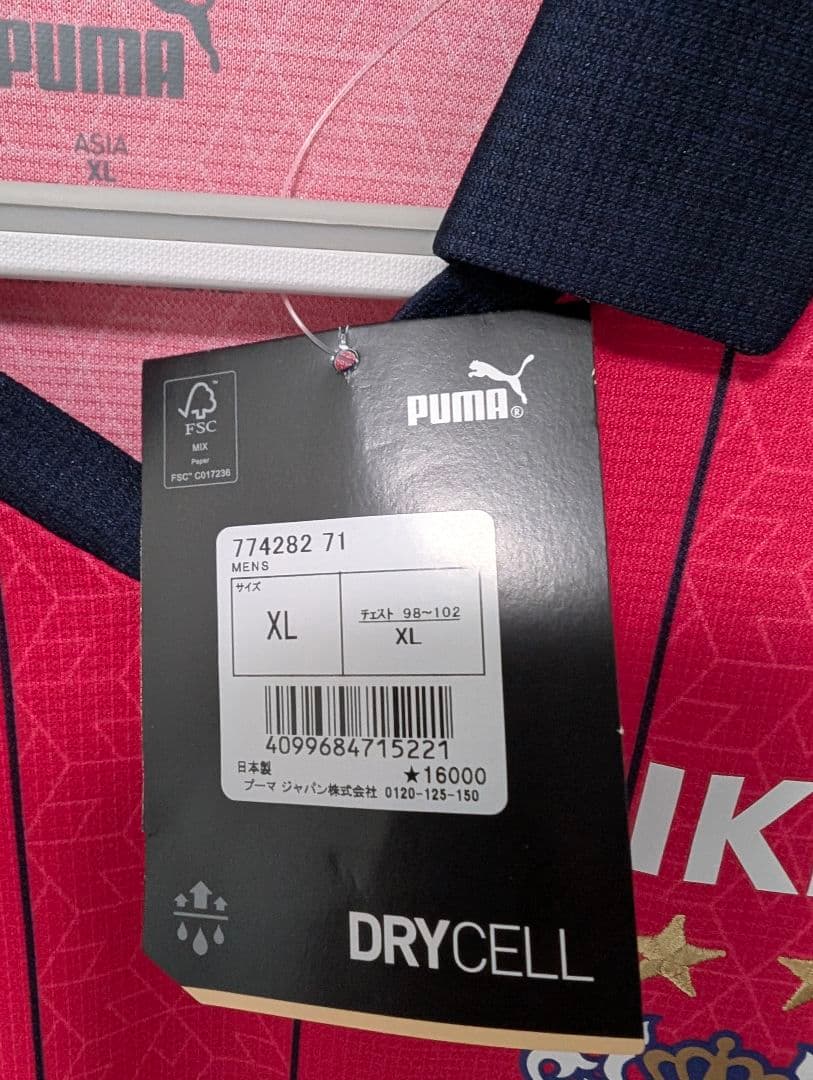 PUMA
ASIA
XL
PUMA®
FSC
MIX
Paper
FSC™ C017236
774282 71
MENS
サイズ
XL
チェスト 98~102
XL
4099684715221
日本製
★16000
プーマ ジャパン株式会社 0120-125-150
DRYCELL
IK